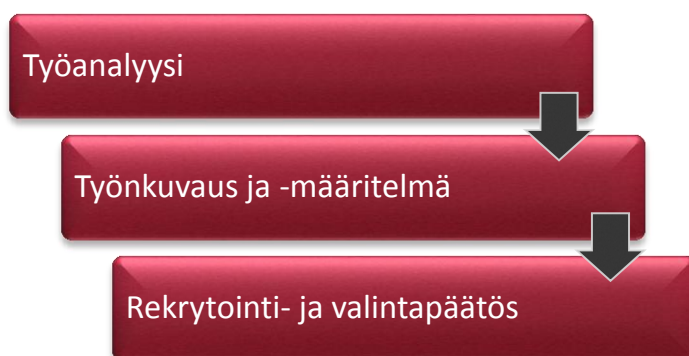 Työanalyysi
Työnkuvaus ja -määritelmä
Rekrytointi- ja valintapäätös